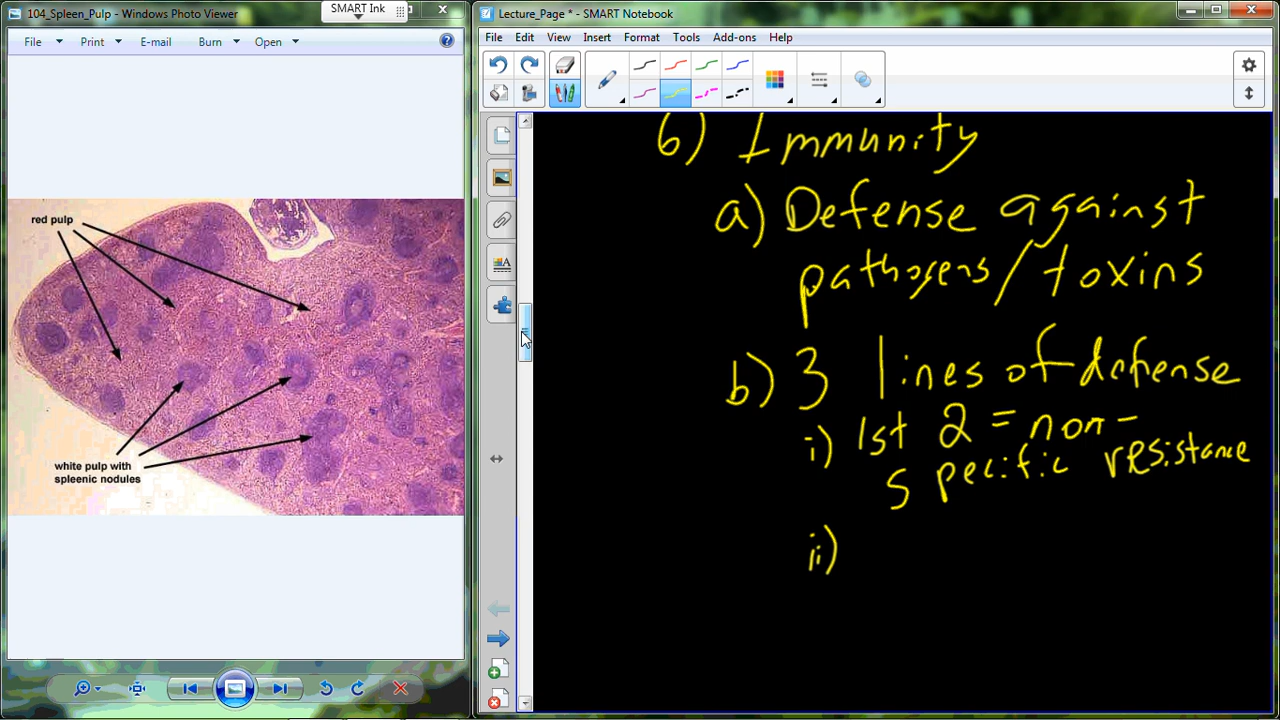 104_Spleen_Pulp - Windows Photo Viewer
SMART Ink
File Print E-mail Burn Open
red pulp
white pulp with
spleenic nodules
Lecture_Page * - SMART Notebook
File Edit View Insert Format Tools Add-ons Help
6) Immunity
a) Defense against
pathogens/toxins
b) 3 lines of defense
i) 1st 2 = non-
specific resistance
ii)